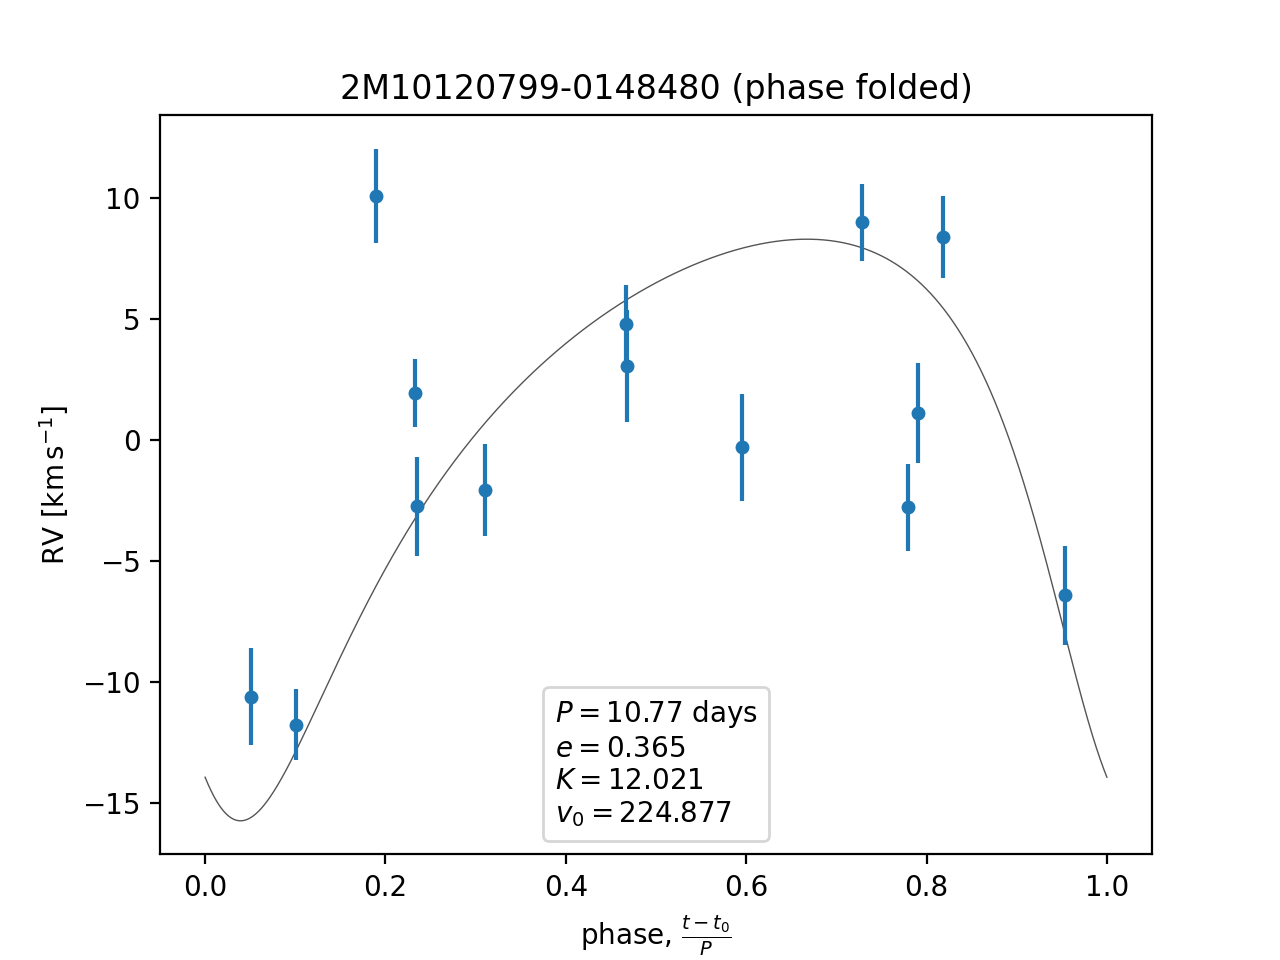 2M10120799-0148480 (phase folded)
RV [km s⁻¹]
10
5
0
−5
−10
−15
P = 10.77 days
e = 0.365
K = 12.021
v₀ = 224.877
0.0 0.2 0.4 0.6 0.8 1.0
phase, (t − t₀)/P